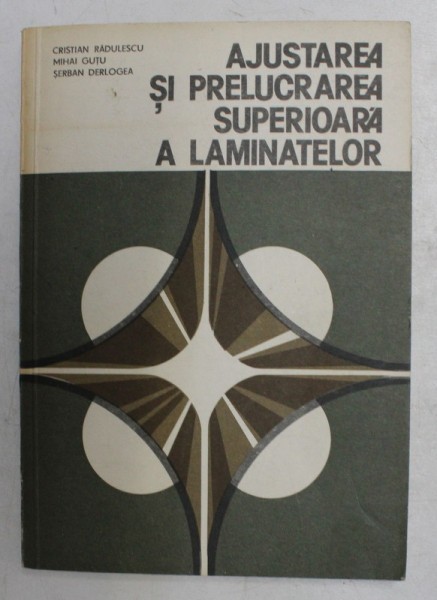 CRISTIAN RĂDULESCU
MIHAI GUȚU
ȘERBAN DERLOGEA
AJUSTAREA
ȘI PRELUCRAREA
SUPERIOARĂ
A LAMINATELOR